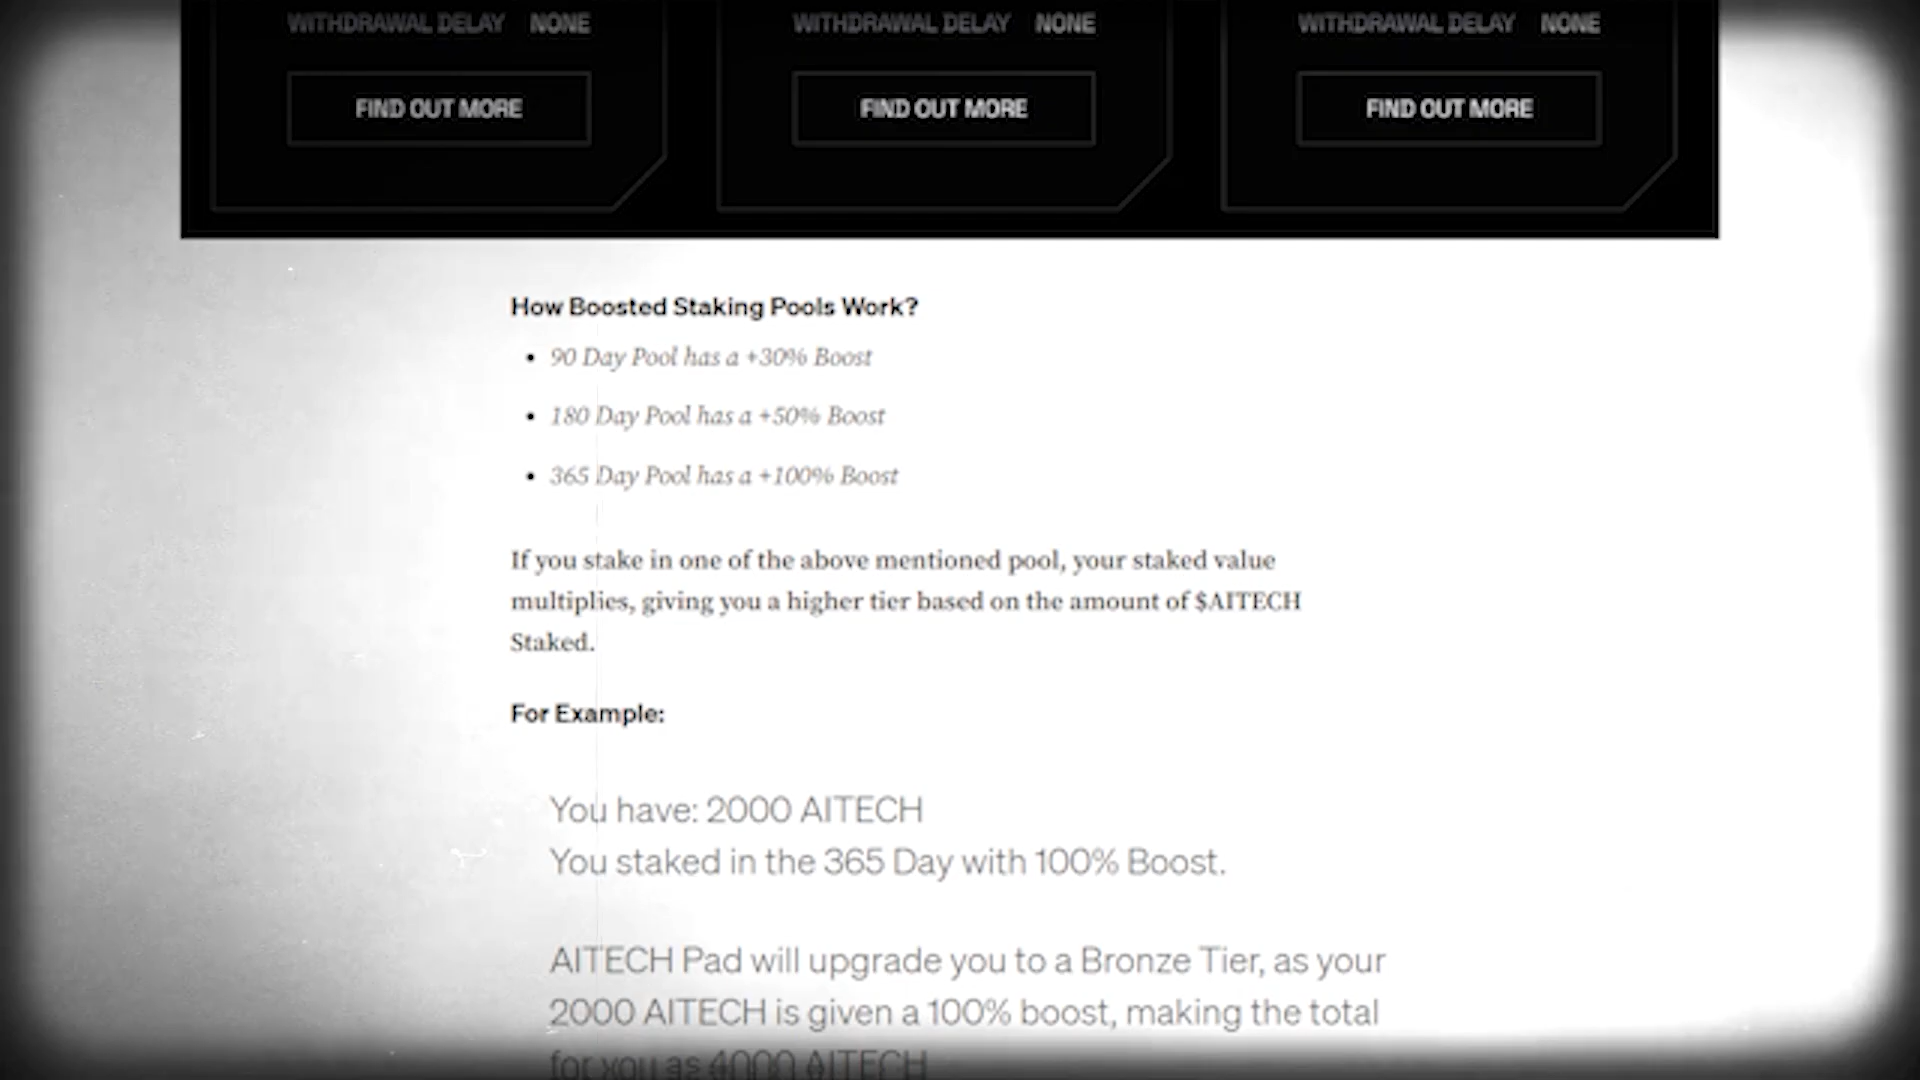 WITHDRAWAL DELAY NONE WITHDRAWAL DELAY NONE WITHDRAWAL DELAY NONE
FIND OUT MORE FIND OUT MORE FIND OUT MORE
How Boosted Staking Pools Work?
• 90 Day Pool has a +30% Boost
• 180 Day Pool has a +50% Boost
• 365 Day Pool has a +100% Boost
If you stake in one of the above mentioned pool, your staked value
multiplies, giving you a higher tier based on the amount of $AITECH
Staked.
For Example:
You have: 2000 AITECH
You staked in the 365 Day with 100% Boost.
AITECH Pad will upgrade you to a Bronze Tier, as your
2000 AITECH is given a 100% boost, making the total
for you as 4000 AITECH